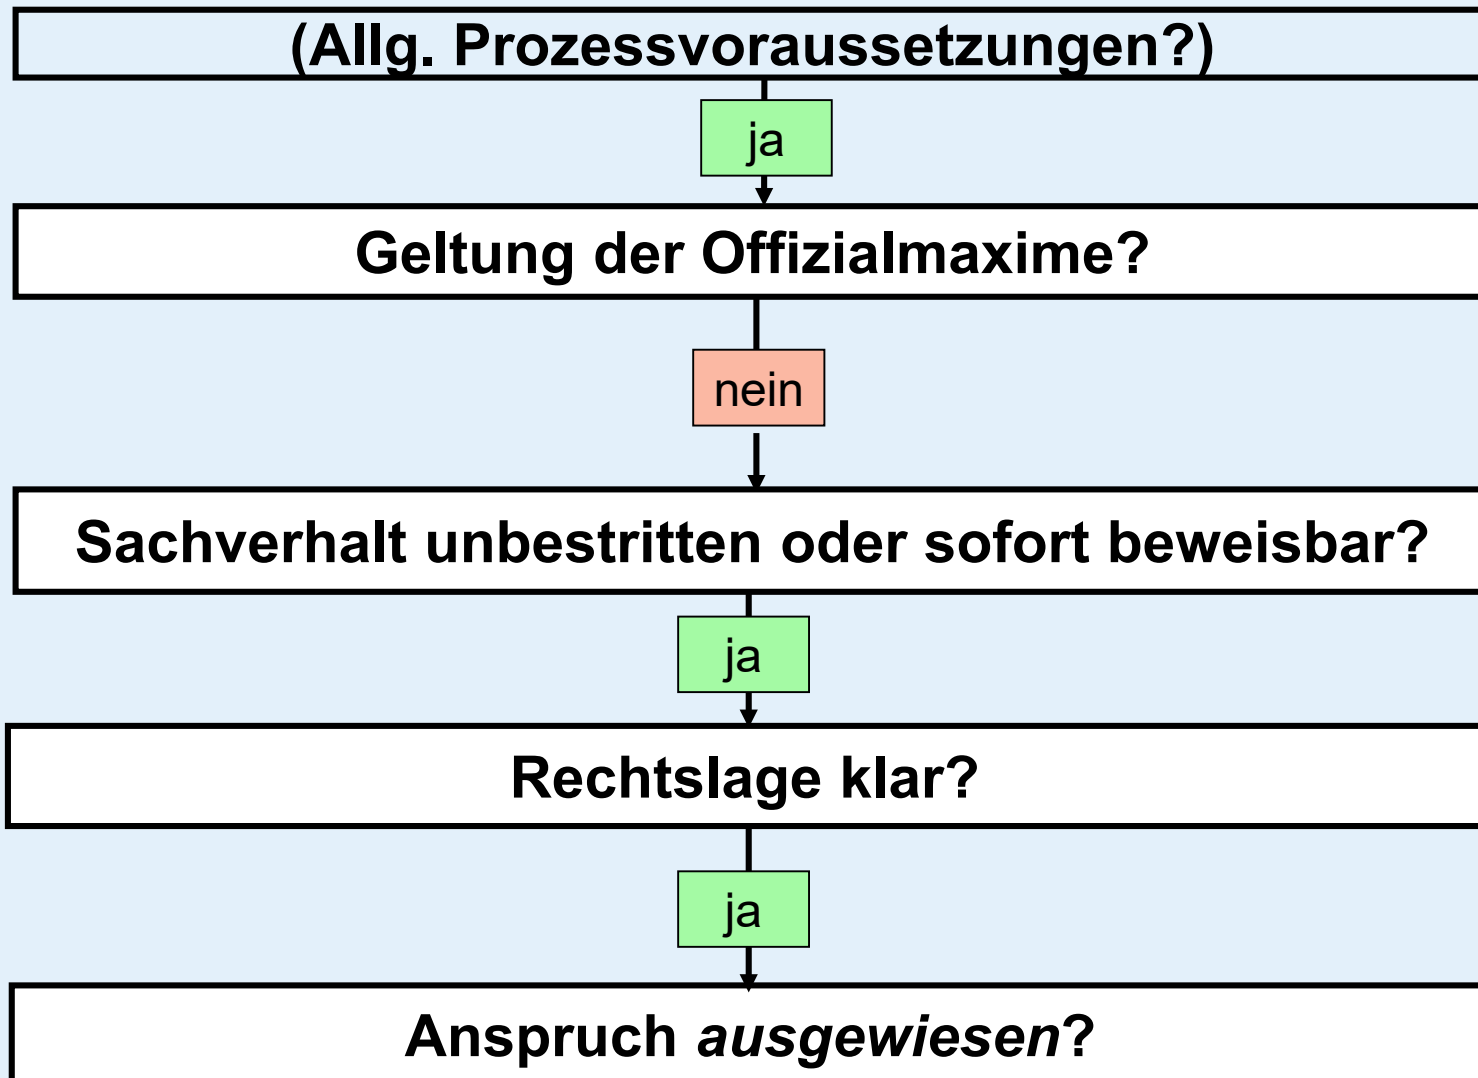 (Allg. Prozessvoraussetzungen?)
ja
Geltung der Offizialmaxime?
nein
Sachverhalt unbestritten oder sofort beweisbar?
ja
Rechtslage klar?
ja
Anspruch ausgewiesen?